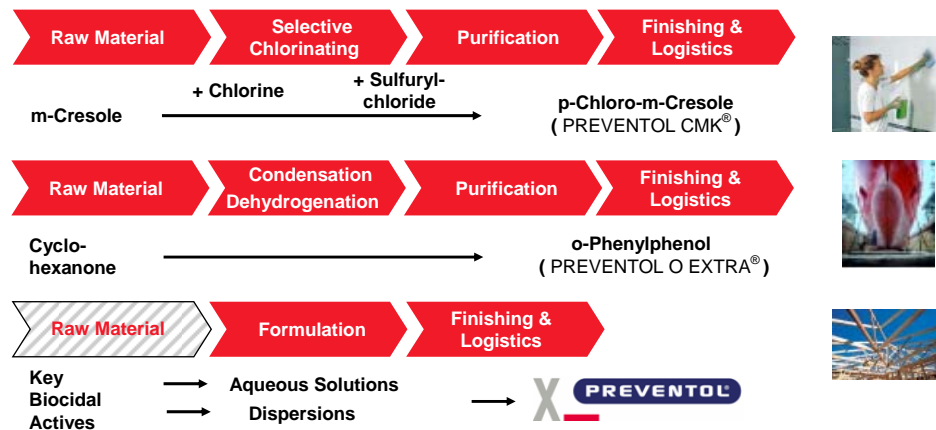 Raw Material
Selective
Chlorinating
Purification
Finishing &
Logistics
+ Chlorine
+ Sulfuryl-
chloride
m-Cresole
p-Chloro-m-Cresole
( PREVENTOL CMK® )
Raw Material
Condensation
Dehydrogenation
Purification
Finishing &
Logistics
Cyclo-
hexanone
o-Phenylphenol
( PREVENTOL O EXTRA® )
Raw Material
Formulation
Finishing &
Logistics
Key
Biocidal
Actives
Aqueous Solutions
Dispersions
X PREVENTOL®